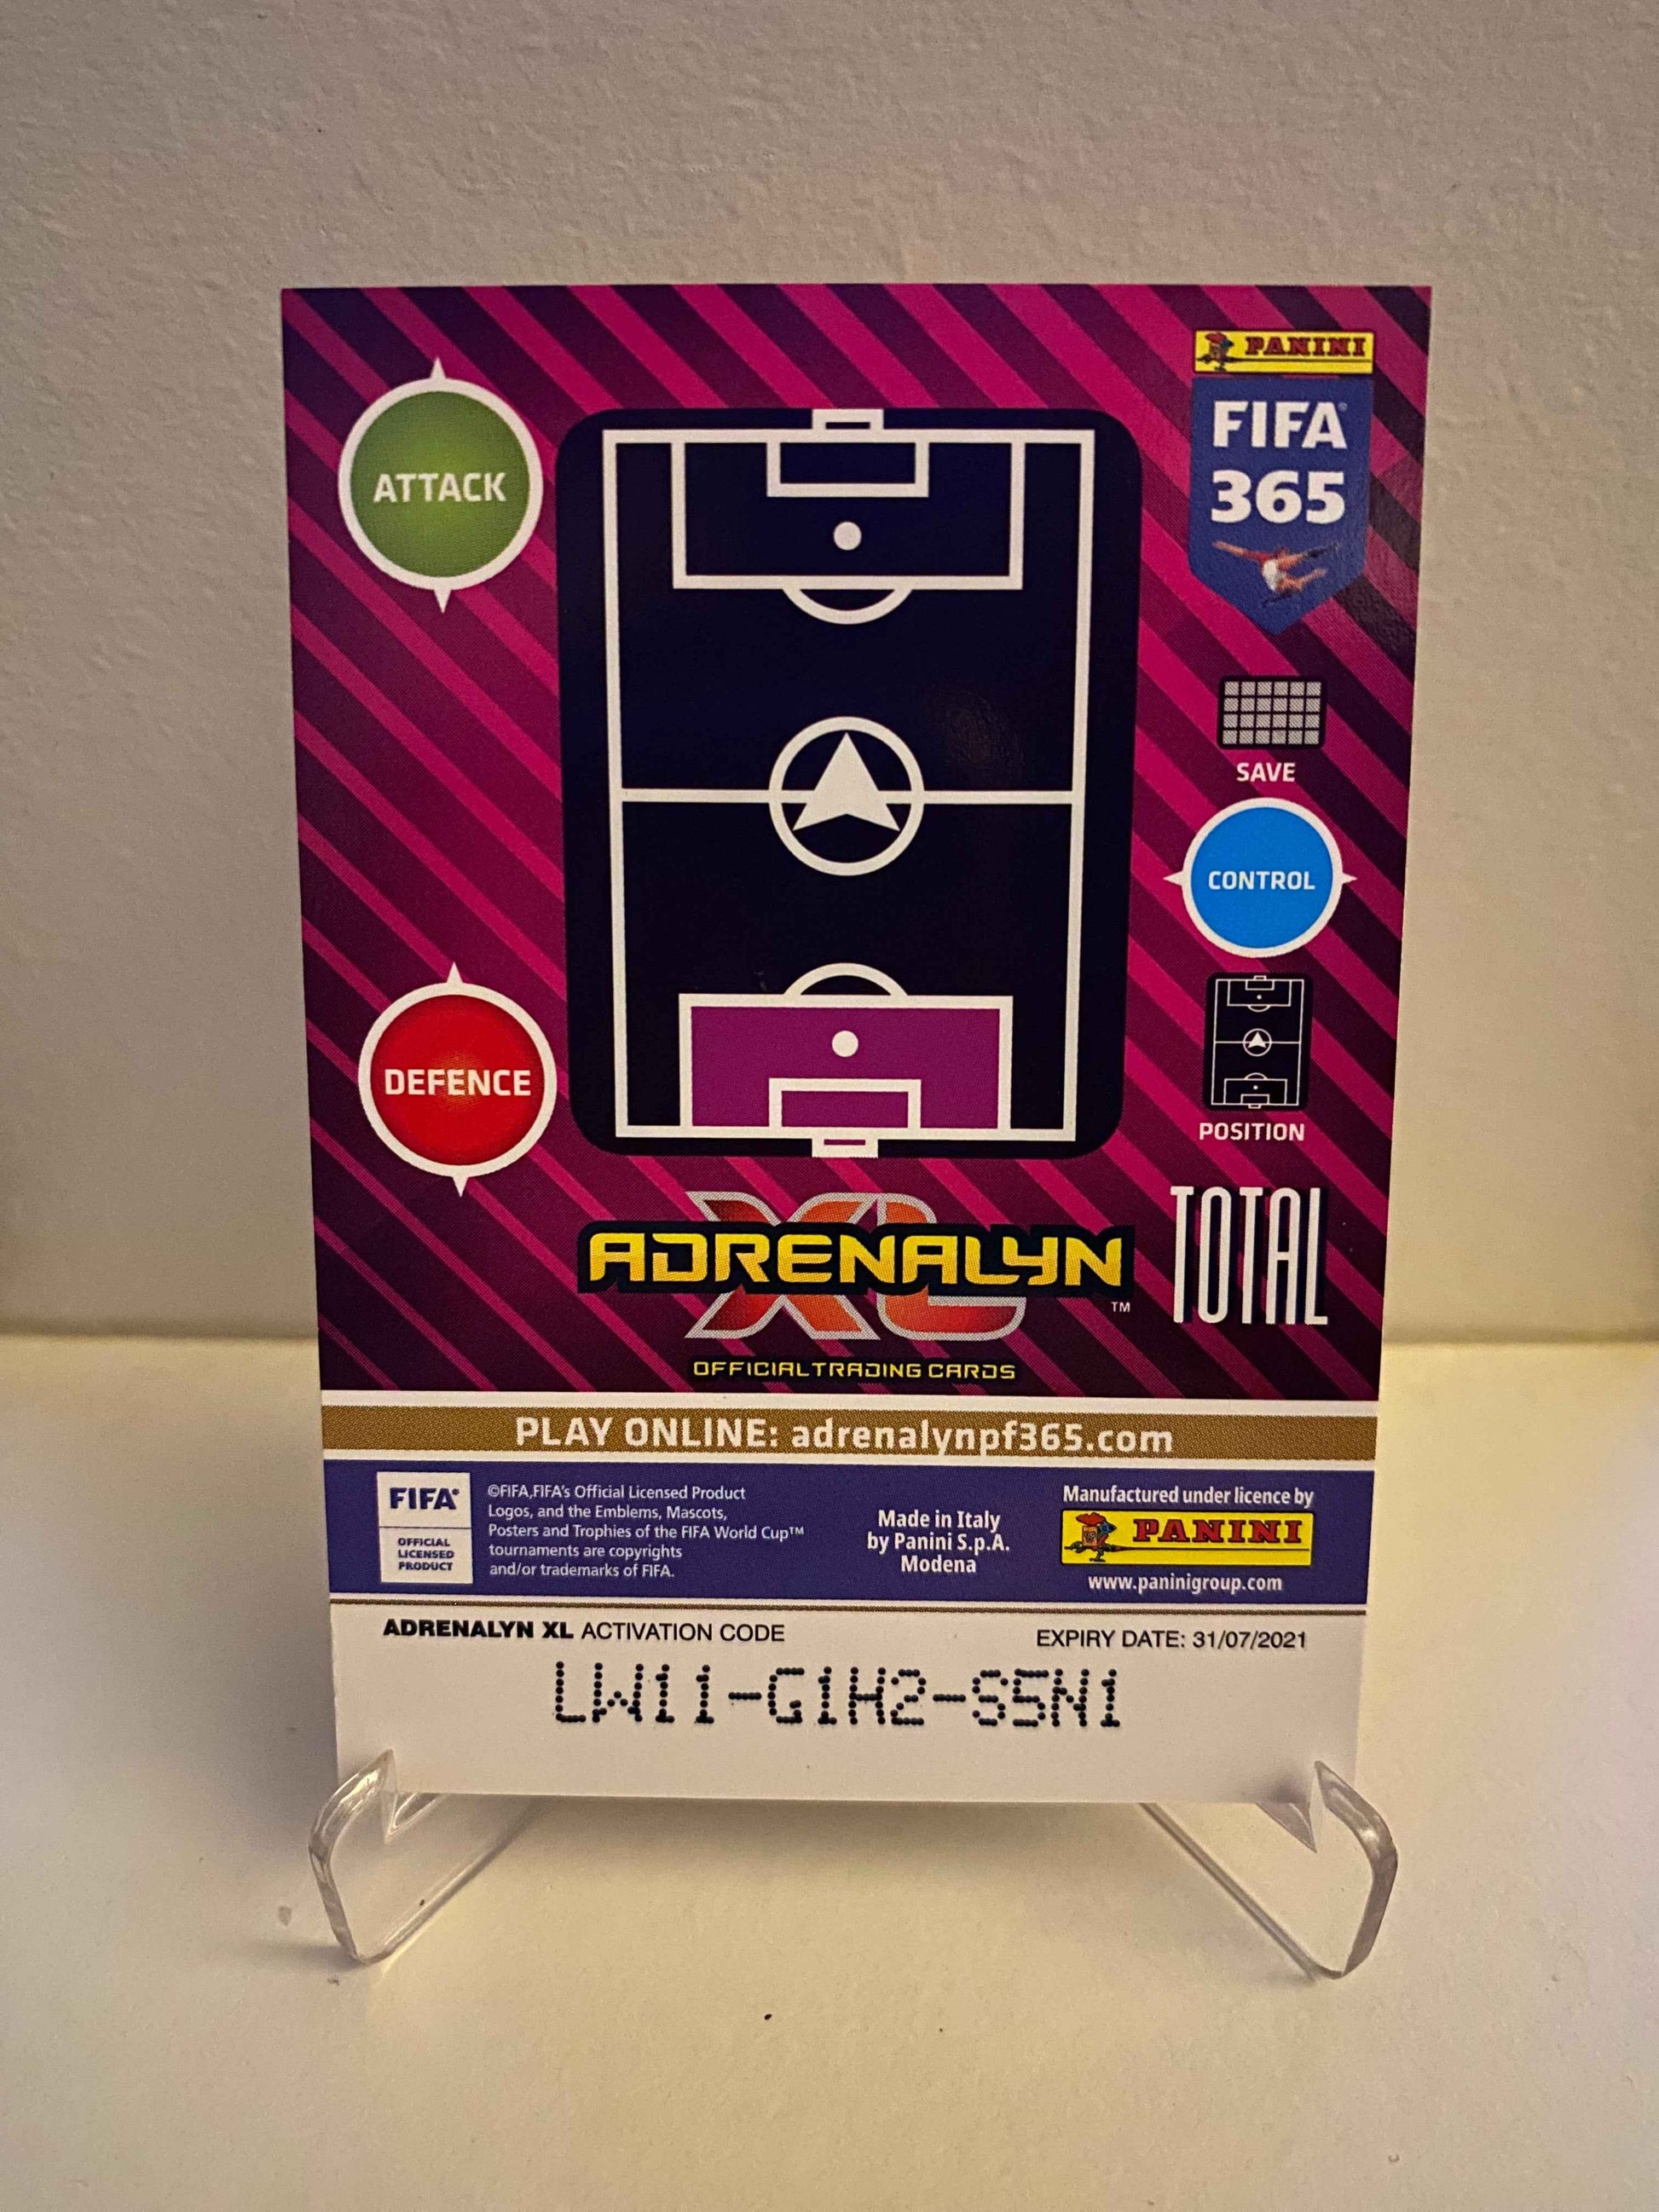 PANINI
FIFA
365
ATTACK
SAVE
CONTROL
DEFENCE
POSITION
XL
ADRENALYN™
TOTAL
OFFICIAL TRADING CARDS
PLAY ONLINE: adrenalynpf365.com
FIFA®
OFFICIAL
LICENSED
PRODUCT
©FIFA,FIFA's Official Licensed Product
Logos, and the Emblems, Mascots,
Posters and Trophies of the FIFA World Cup™
tournaments are copyrights
and/or trademarks of FIFA.
Made in Italy
by Panini S.p.A.
Modena
Manufactured under licence by
PANINI
www.paninigroup.com
ADRENALYN XL ACTIVATION CODE
EXPIRY DATE: 31/07/2021
LW11-G1H2-S5N1